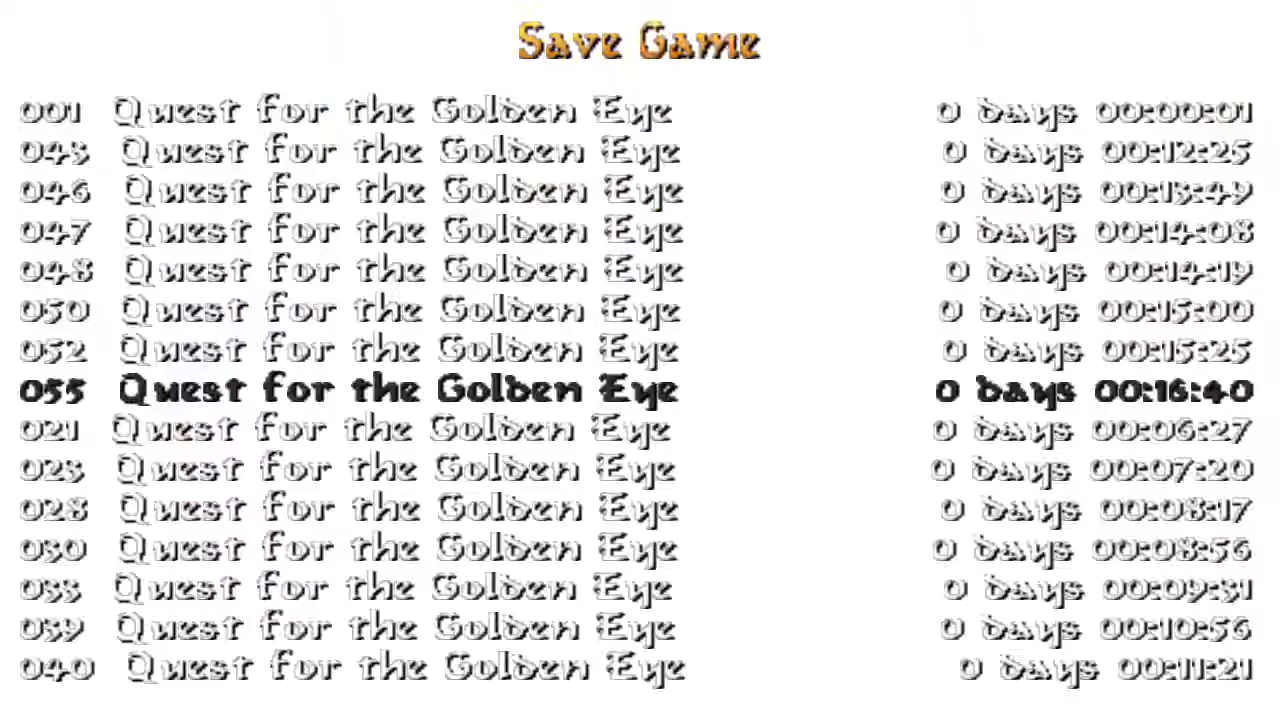 Save Game
001 Quest for the Golden Eye 0 days 00:00:01
043 Quest for the Golden Eye 0 days 00:12:25
046 Quest for the Golden Eye 0 days 00:13:49
047 Quest for the Golden Eye 0 days 00:14:08
048 Quest for the Golden Eye 0 days 00:14:19
050 Quest for the Golden Eye 0 days 00:15:00
052 Quest for the Golden Eye 0 days 00:15:25
055 Quest for the Golden Eye 0 days 00:16:40
021 Quest for the Golden Eye 0 days 00:06:27
023 Quest for the Golden Eye 0 days 00:07:20
028 Quest for the Golden Eye 0 days 00:08:17
030 Quest for the Golden Eye 0 days 00:08:56
033 Quest for the Golden Eye 0 days 00:09:31
039 Quest for the Golden Eye 0 days 00:10:56
040 Quest for the Golden Eye 0 days 00:11:21